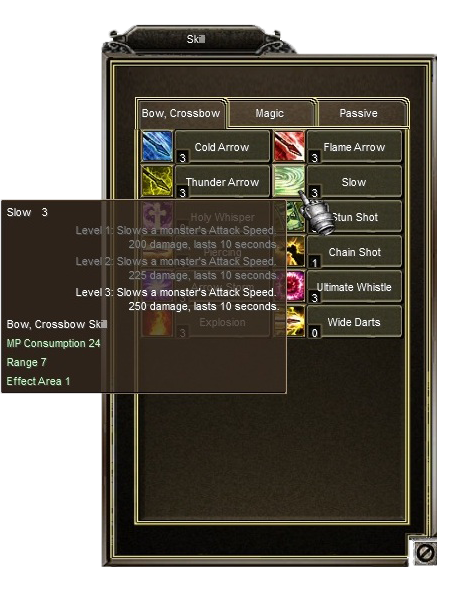 Skill
Bow, Crossbow Magic Passive
3 Cold Arrow 3 Flame Arrow
3 Thunder Arrow 3 Slow
Holy Whisper Stun Shot
Piercing 1 Chain Shot
3 Ultimate Whistle
3 Explosion 0 Wide Darts
Slow 3
Level 1: Slows a monster's Attack Speed.
200 damage, lasts 10 seconds.
Level 2: Slows a monster's Attack Speed.
225 damage, lasts 10 seconds.
Level 3: Slows a monster's Attack Speed.
250 damage, lasts 10 seconds.
Bow, Crossbow Skill
MP Consumption 24
Range 7
Effect Area 1